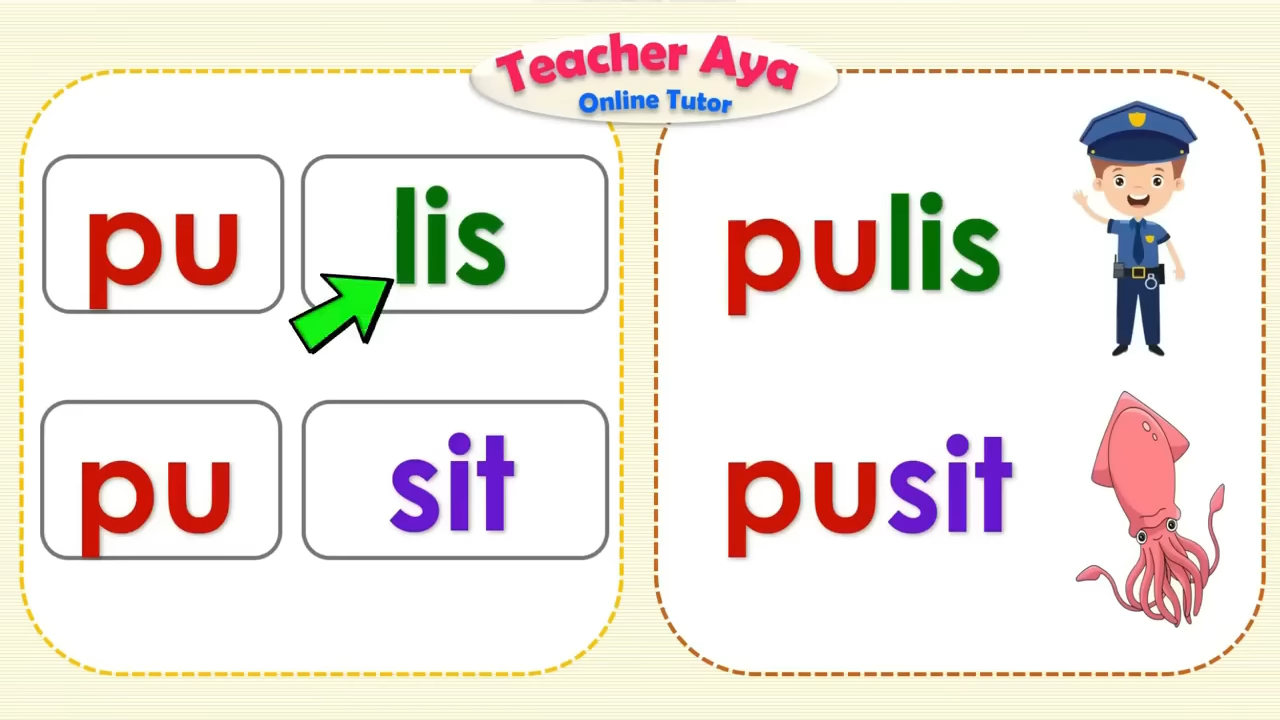 Teacher Aya
Online Tutor
pu lis
pulis
pu sit
pusit